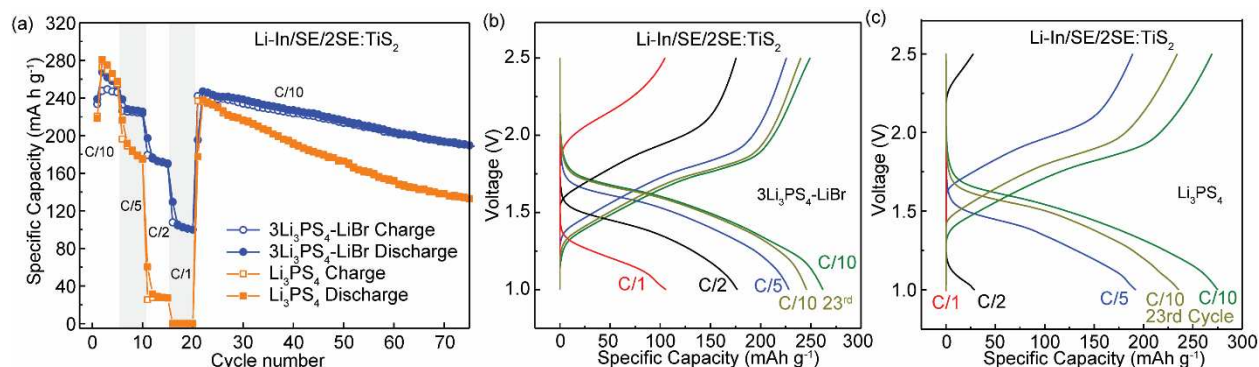 (a)
Li-In/SE/2SE:TiS₂
Specific Capacity (mA h g⁻¹)
320
280
240
200
160
120
80
40
0
C/10
C/5
C/2
C/1
C/10
3Li₃PS₄-LiBr Charge
3Li₃PS₄-LiBr Discharge
Li₃PS₄ Charge
Li₃PS₄ Discharge
0 10 20 30 40 50 60 70
Cycle number
(b)
Li-In/SE/2SE:TiS₂
Voltage (V)
2.5
2.0
1.5
1.0
3Li₃PS₄-LiBr
C/10
C/1
C/2
C/5
C/10 23ʳᵈ
0 50 100 150 200 250 300
Specific Capacity (mAh g⁻¹)
(c)
Li-In/SE/2SE:TiS₂
Voltage (V)
2.5
2.0
1.5
1.0
Li₃PS₄
C/1
C/2
C/5
C/10
23rd Cycle
C/10
0 50 100 150 200 250 300
Specific Capacity (mAh g⁻¹)